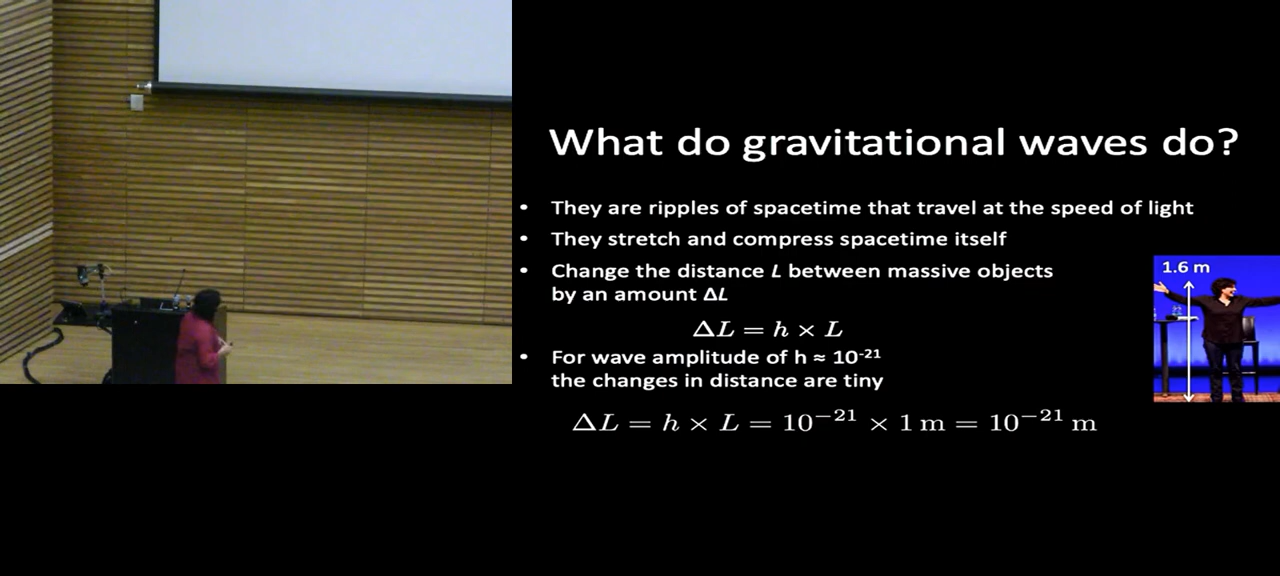 What do gravitational waves do?
• They are ripples of spacetime that travel at the speed of light
• They stretch and compress spacetime itself
• Change the distance L between massive objects
by an amount ΔL
1.6 m
ΔL = h × L
• For wave amplitude of h ≈ 10⁻²¹
the changes in distance are tiny
ΔL = h × L = 10⁻²¹ × 1 m = 10⁻²¹ m